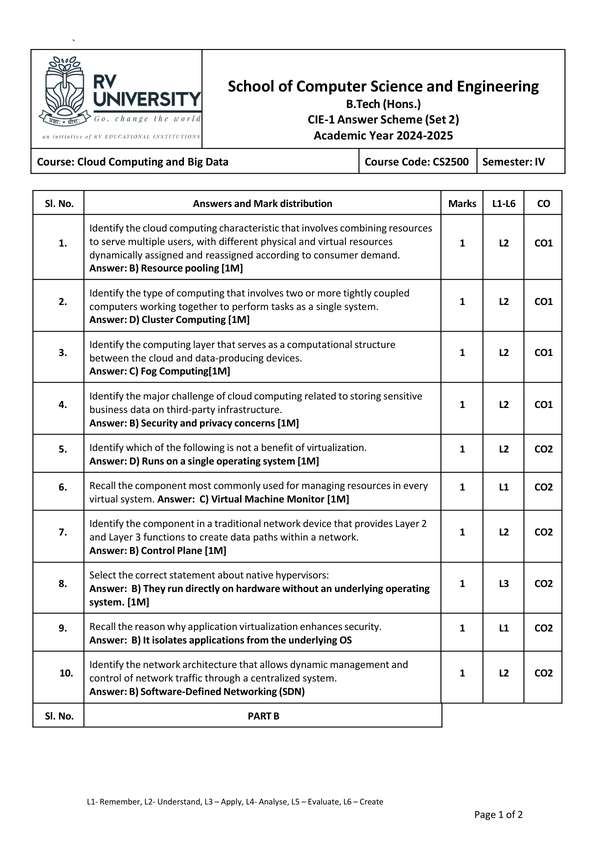 RV
UNIVERSITY
Go, change the world
an initiative of RV EDUCATIONAL INSTITUTIONS
School of Computer Science and Engineering
B.Tech (Hons.)
CIE-1 Answer Scheme (Set 2)
Academic Year 2024-2025
Course: Cloud Computing and Big Data Course Code: CS2500 Semester: IV
Sl. No. Answers and Mark distribution Marks L1-L6 CO
Identify the cloud computing characteristic that involves combining resources
to serve multiple users, with different physical and virtual resources
1. dynamically assigned and reassigned according to consumer demand. 1 L2 CO1
Answer: B) Resource pooling [1M]
Identify the type of computing that involves two or more tightly coupled
2. computers working together to perform tasks as a single system. 1 L2 CO1
Answer: D) Cluster Computing [1M]
Identify the computing layer that serves as a computational structure
3. between the cloud and data-producing devices. 1 L2 CO1
Answer: C) Fog Computing[1M]
Identify the major challenge of cloud computing related to storing sensitive
4. business data on third-party infrastructure. 1 L2 CO1
Answer: B) Security and privacy concerns [1M]
5. Identify which of the following is not a benefit of virtualization. 1 L2 CO2
Answer: D) Runs on a single operating system [1M]
6. Recall the component most commonly used for managing resources in every 1 L1 CO2
virtual system. Answer: C) Virtual Machine Monitor [1M]
Identify the component in a traditional network device that provides Layer 2
7. and Layer 3 functions to create data paths within a network. 1 L2 CO2
Answer: B) Control Plane [1M]
Select the correct statement about native hypervisors:
8. Answer: B) They run directly on hardware without an underlying operating 1 L3 CO2
system. [1M]
9. Recall the reason why application virtualization enhances security. 1 L1 CO2
Answer: B) It isolates applications from the underlying OS
Identify the network architecture that allows dynamic management and
10. control of network traffic through a centralized system. 1 L2 CO2
Answer: B) Software-Defined Networking (SDN)
Sl. No. PART B
L1- Remember, L2- Understand, L3 – Apply, L4- Analyse, L5 – Evaluate, L6 – Create
Page 1 of 2